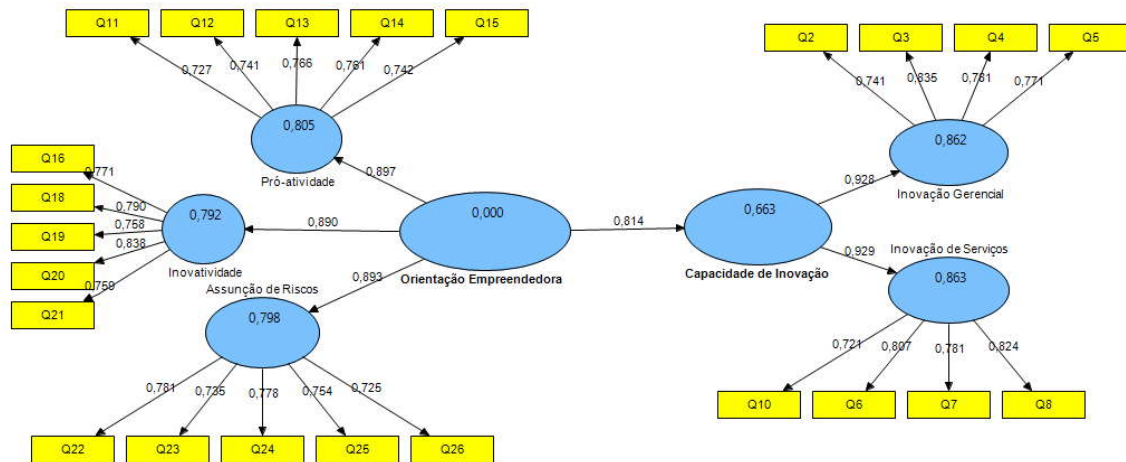 Q11 Q12 Q13 Q14 Q15
0,727 0,741 0,766 0,761 0,742
0,805
Pró-atividade
0,897
Q16
Q18
Q19
Q20
Q21
0,771
0,790
0,758
0,838
0,759
0,792
Inovatividade
0,890
0,000
Orientação Empreendedora
0,893
Assunção de Riscos
0,798
0,781 0,735 0,778 0,754 0,725
Q22 Q23 Q24 Q25 Q26
0,814
0,663
Capacidade de Inovação
Q2 Q3 Q4 Q5
0,741 0,835 0,781 0,771
0,862
Inovação Gerencial
0,928
0,929
Inovação de Serviços
0,863
0,721 0,807 0,781 0,824
Q10 Q6 Q7 Q8